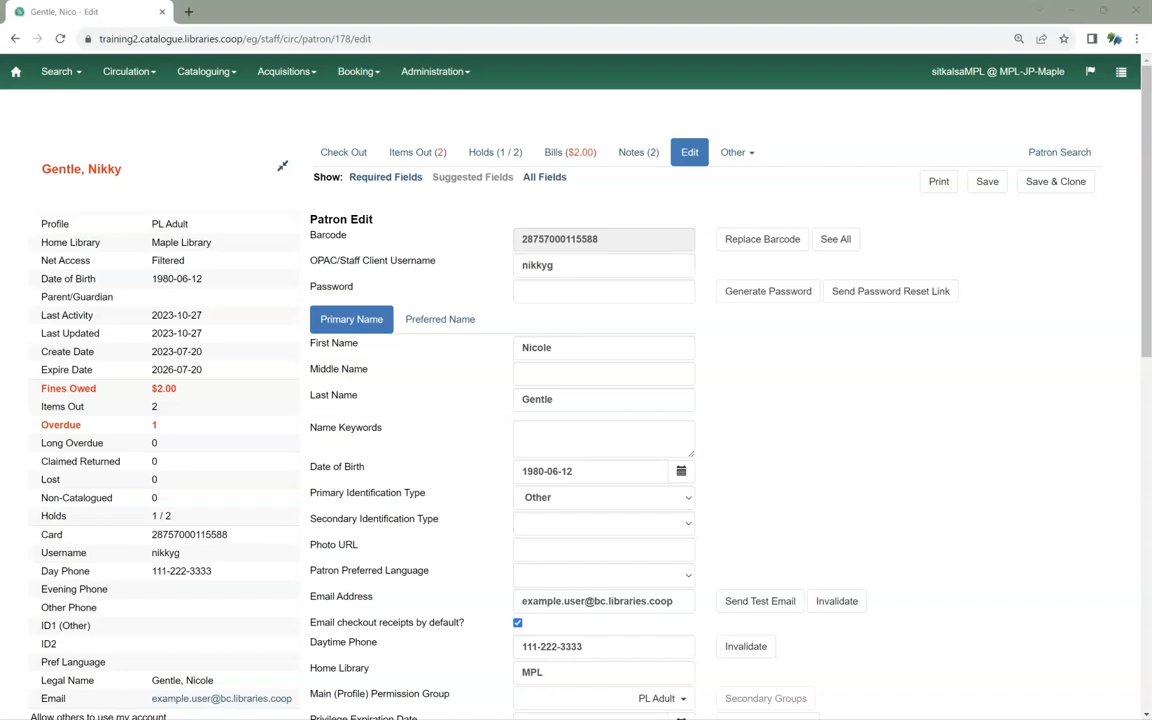 Gentle, Nico - Edit
training2.catalogue.libraries.coop/eg/staff/circ/patron/178/edit
Search Circulation Cataloguing Acquisitions Booking Administration sitkalsaMPL @ MPL-JP-Maple
Gentle, Nikky
Check Out Items Out (2) Holds (1 / 2) Bills ($2.00) Notes (2) Edit Other Patron Search
Show: Required Fields Suggested Fields All Fields
Print Save Save & Clone
Profile PL Adult
Home Library Maple Library
Net Access Filtered
Date of Birth 1980-06-12
Parent/Guardian
Last Activity 2023-10-27
Last Updated 2023-10-27
Create Date 2023-07-20
Expire Date 2026-07-20
Fines Owed $2.00
Items Out 2
Overdue 1
Long Overdue 0
Claimed Returned 0
Lost 0
Non-Catalogued 0
Holds 1 / 2
Card 28757000115588
Username nikkyg
Day Phone 111-222-3333
Evening Phone
Other Phone
ID1 (Other)
ID2
Pref Language
Legal Name Gentle, Nicole
Email example.user@bc.libraries.coop
Allow others to use my account
Patron Edit
Barcode 28757000115588 Replace Barcode See All
OPAC/Staff Client Username nikkyg
Password Generate Password Send Password Reset Link
Primary Name Preferred Name
First Name Nicole
Middle Name
Last Name Gentle
Name Keywords
Date of Birth 1980-06-12
Primary Identification Type Other
Secondary Identification Type
Photo URL
Patron Preferred Language
Email Address example.user@bc.libraries.coop Send Test Email Invalidate
Email checkout receipts by default?
Daytime Phone 111-222-3333 Invalidate
Home Library MPL
Main (Profile) Permission Group PL Adult Secondary Groups
Privilege Expiration Date